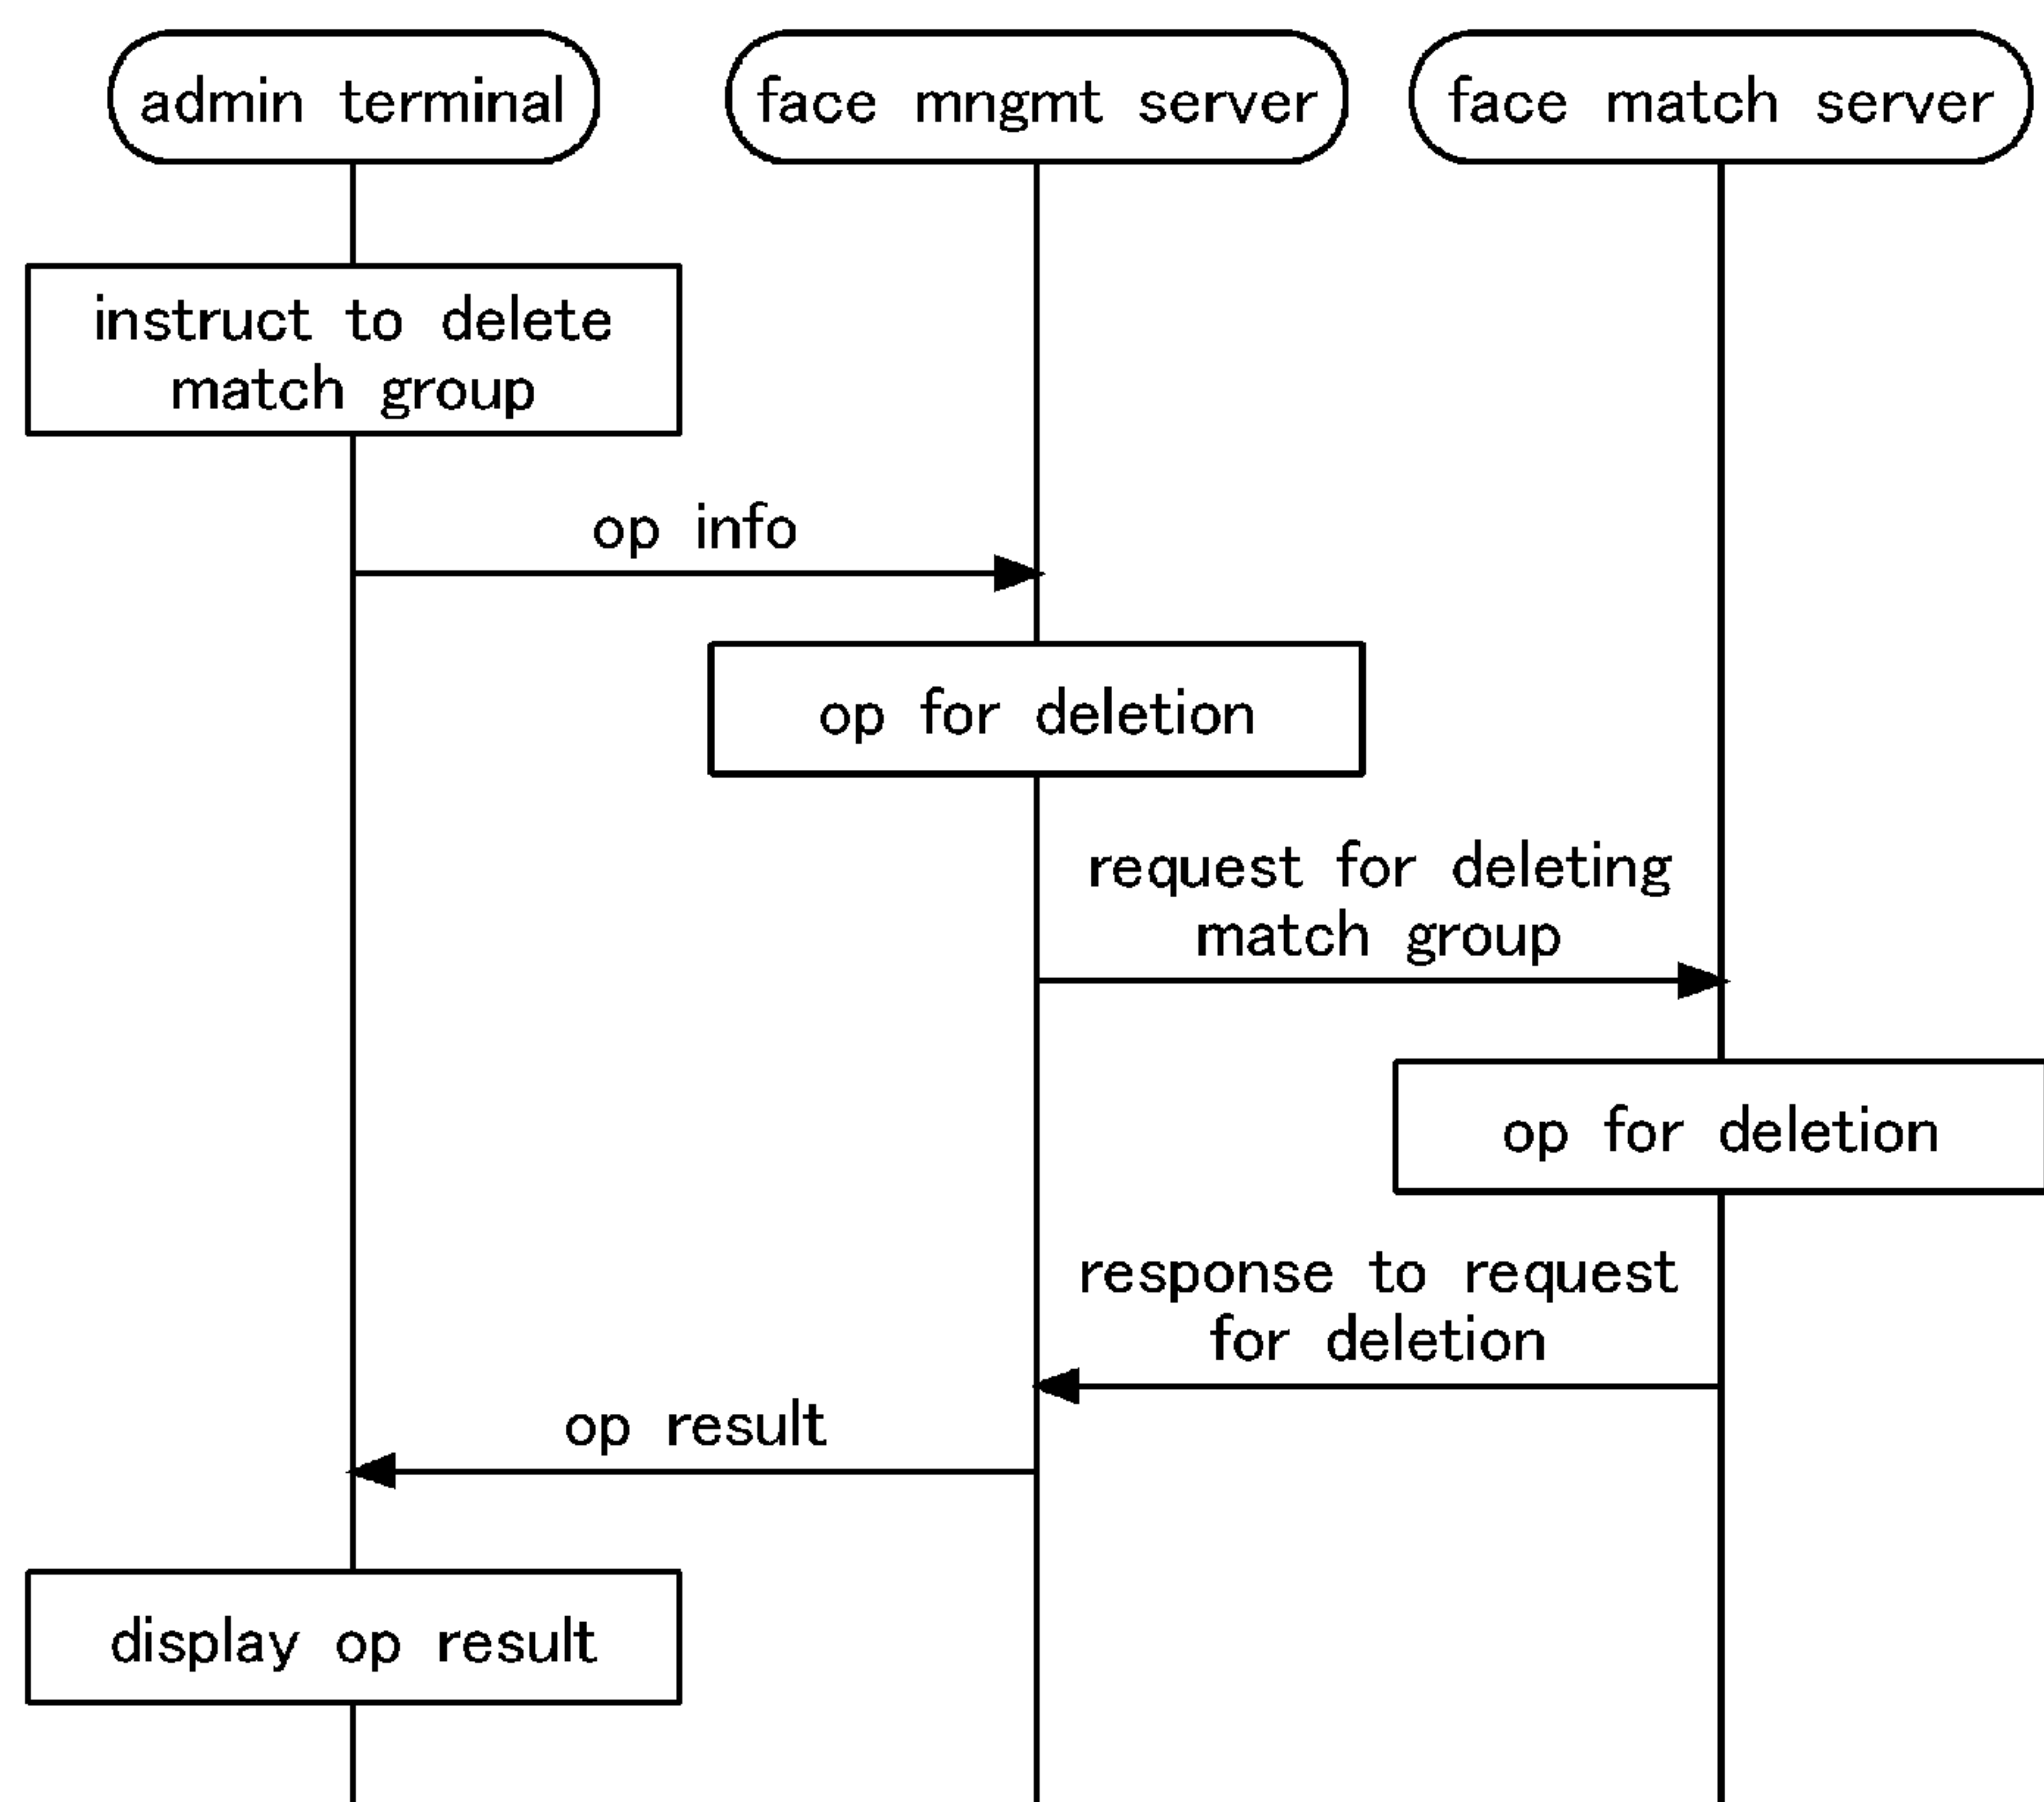 admin terminal
face mngmt server
face match server
instruct to delete
match group
op info
op for deletion
request for deleting
match group
op for deletion
response to request
for deletion
op result
display op result